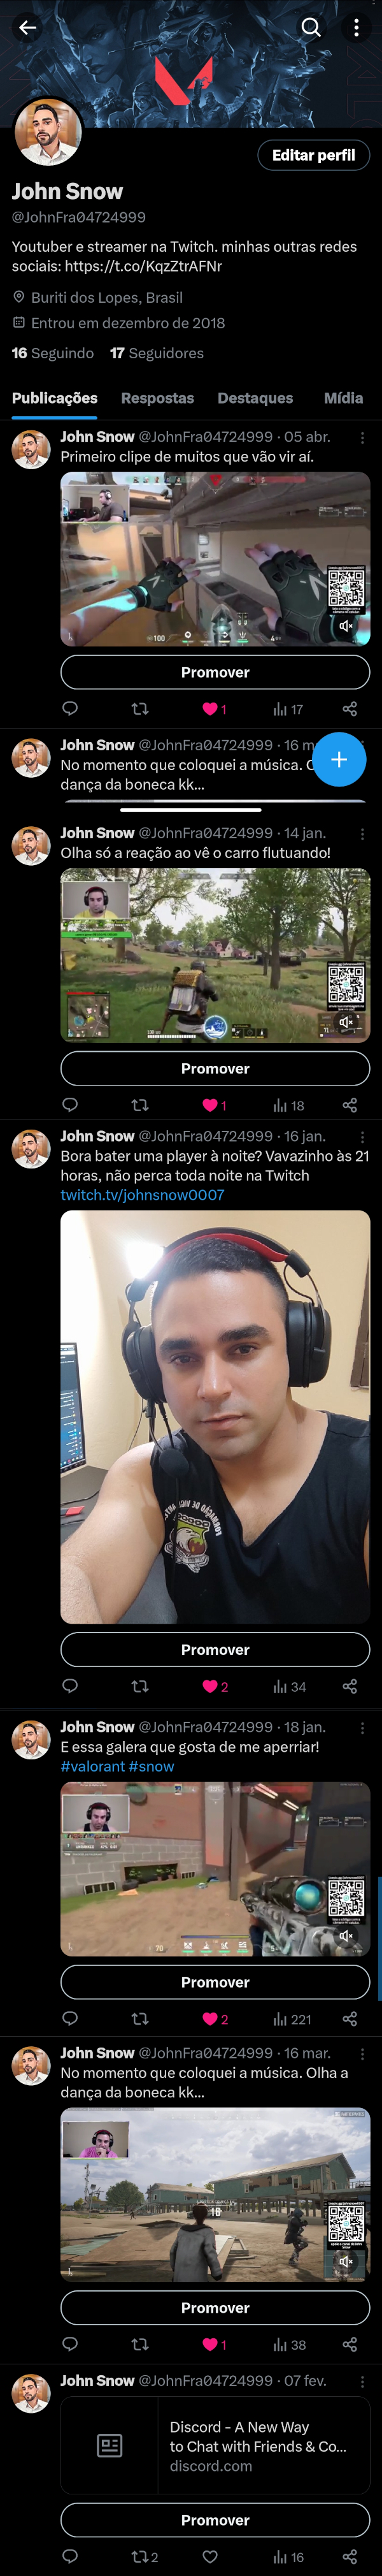 Editar perfil
John Snow
@JohnFra04724999
Youtuber e streamer na Twitch. minhas outras redes
sociais: https://t.co/KqzZtrAFNr
Buriti dos Lopes, Brasil
Entrou em dezembro de 2018
16 Seguindo 17 Seguidores
Publicações Respostas Destaques Mídia
John Snow @JohnFra04724999 · 05 abr.
Primeiro clipe de muitos que vão vir aí.
100
Promover
1 17
John Snow @JohnFra04724999 · 16 m
No momento que coloquei a música. O
dança da boneca kk...
John Snow @JohnFra04724999 · 14 jan.
Olha só a reação ao vê o carro flutuando!
Promover
1 18
John Snow @JohnFra04724999 · 16 jan.
Bora bater uma player à noite? Vavazinho às 21
horas, não perca toda noite na Twitch
twitch.tv/johnsnow0007
Promover
2 34
John Snow @JohnFra04724999 · 18 jan.
E essa galera que gosta de me aperriar!
#valorant #snow
70
Promover
2 221
John Snow @JohnFra04724999 · 16 mar.
No momento que coloquei a música. Olha a
dança da boneca kk...
Promover
1 38
John Snow @JohnFra04724999 · 07 fev.
Discord - A New Way
to Chat with Friends & Co...
discord.com
Promover
2 16